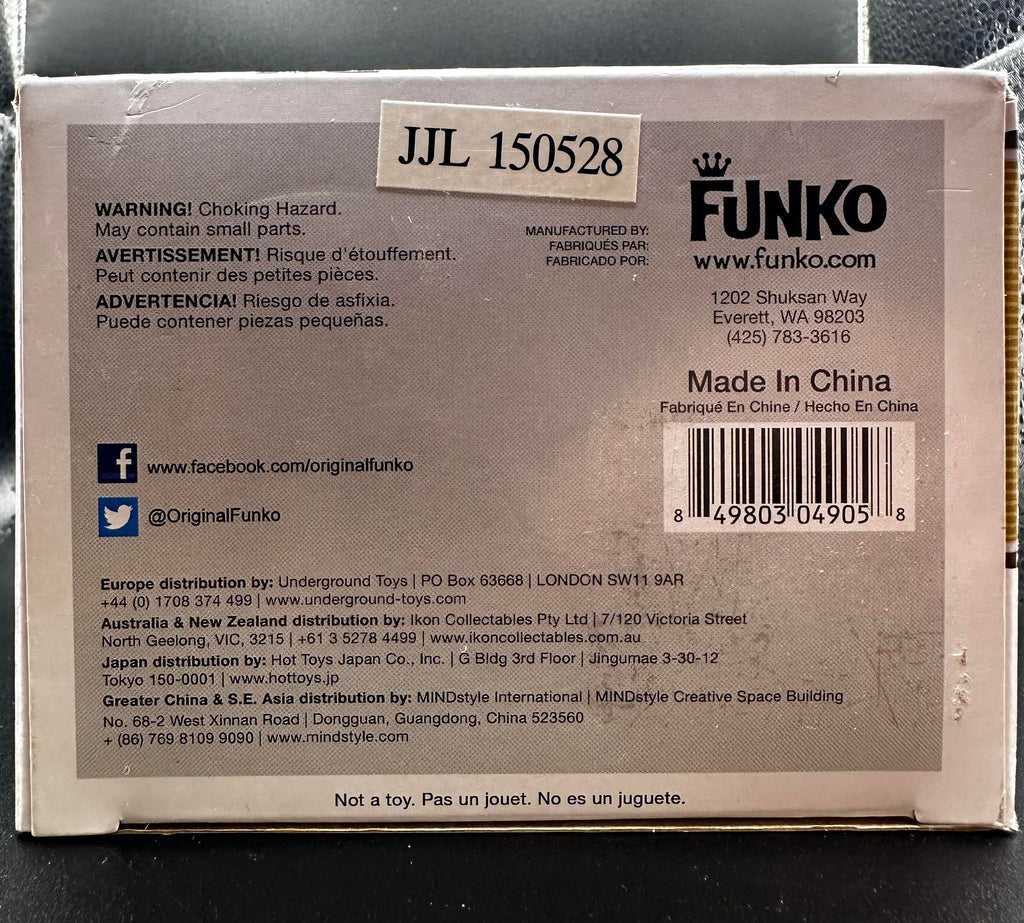 JJL 150528
WARNING! Choking Hazard.
May contain small parts.
AVERTISSEMENT! Risque d'étouffement.
Peut contenir des petites pièces.
ADVERTENCIA! Riesgo de asfixia.
Puede contener piezas pequeñas.
MANUFACTURED BY:
FABRIQUÉS PAR:
FABRICADO POR:
FUNKO
www.funko.com
1202 Shuksan Way
Everett, WA 98203
(425) 783-3616
Made In China
Fabriqué En Chine / Hecho En China
8 49803 04905 8
www.facebook.com/originalfunko
@OriginalFunko
Europe distribution by: Underground Toys | PO Box 63668 | LONDON SW11 9AR
+44 (0) 1708 374 499 | www.underground-toys.com
Australia & New Zealand distribution by: Ikon Collectables Pty Ltd | 7/120 Victoria Street
North Geelong, VIC, 3215 | +61 3 5278 4499 | www.ikoncollectables.com.au
Japan distribution by: Hot Toys Japan Co., Inc. | G Bldg 3rd Floor | Jingumae 3-30-12
Tokyo 150-0001 | www.hottoys.jp
Greater China & S.E. Asia distribution by: MINDstyle International | MINDstyle Creative Space Building
No. 68-2 West Xinnan Road | Dongguan, Guangdong, China 523560
+ (86) 769 8109 9090 | www.mindstyle.com
Not a toy. Pas un jouet. No es un juguete.